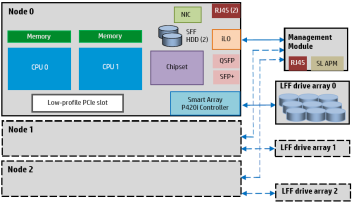 Node 0
NIC
RJ45 (2)
Memory
Memory
SFF
HDD (2)
ILO
CPU 0
CPU 1
Chipset
QSFP
SFP+
Low-profile PCIe slot
Smart Array
P420i Controller
Management
Module
RJ45
SL APM
LFF drive array 0
Node 1
LFF drive array 1
Node 2
LFF drive array 2